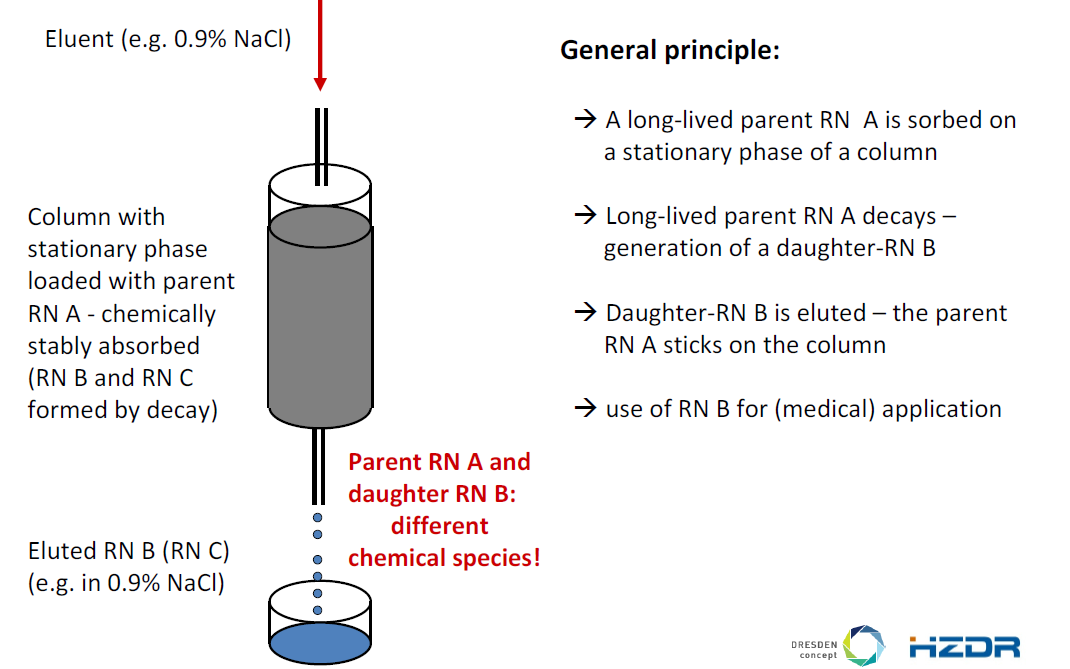 Eluent (e.g. 0.9% NaCl)
Column with
stationary phase
loaded with parent
RN A - chemically
stably absorbed
(RN B and RN C
formed by decay)
Parent RN A and
daughter RN B:
different
chemical species!
Eluted RN B (RN C)
(e.g. in 0.9% NaCl)
General principle:
→ A long-lived parent RN A is sorbed on
a stationary phase of a column
→ Long-lived parent RN A decays –
generation of a daughter-RN B
→ Daughter-RN B is eluted – the parent
RN A sticks on the column
→ use of RN B for (medical) application
DRESDEN
concept
HZDR